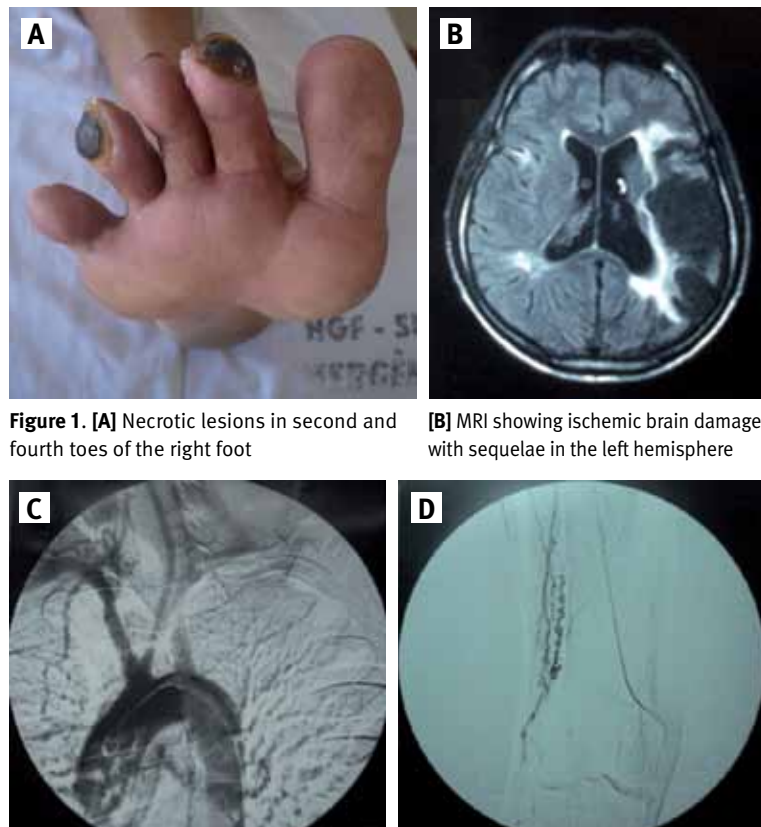 A
B
HGF - S
Figure 1. [A] Necrotic lesions in second and
fourth toes of the right foot
[B] MRI showing ischemic brain damage
with sequelae in the left hemisphere
C
D